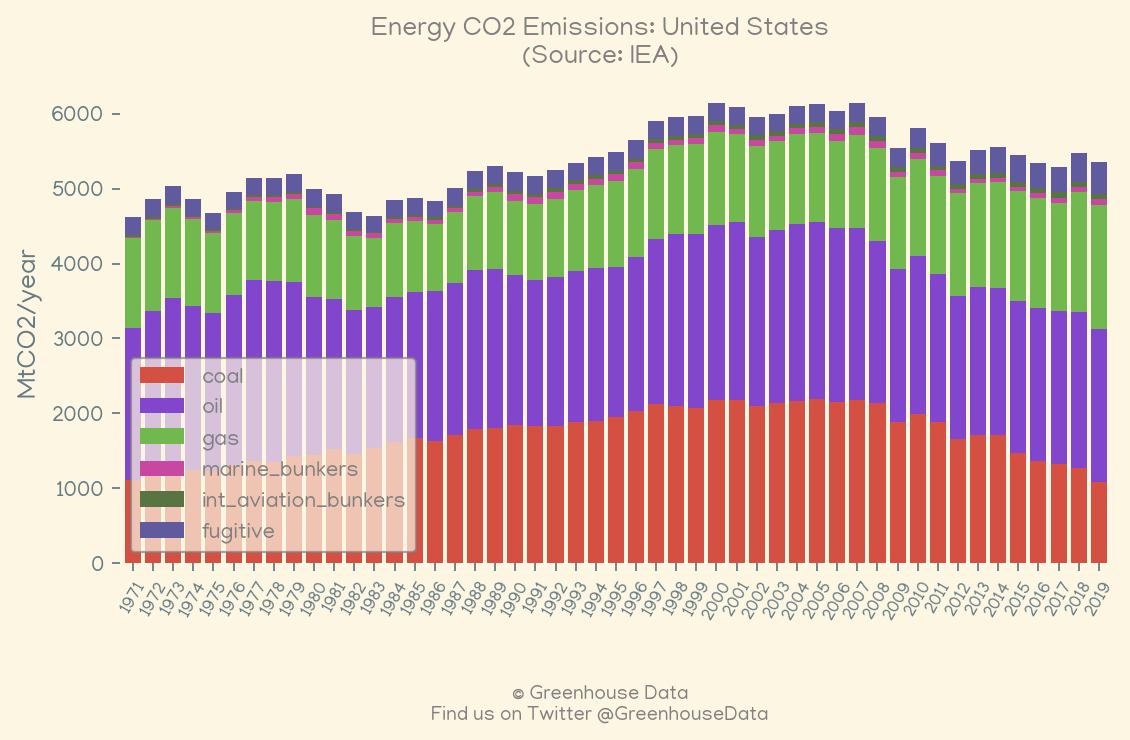 Energy CO2 Emissions: United States
(Source: IEA)
MtCO2/year
6000
5000
4000
3000
2000
1000
0
coal
oil
gas
marine_bunkers
int_aviation_bunkers
fugitive
1971 1972 1973 1974 1975 1976 1977 1978 1979 1980 1981 1982 1983 1984 1985 1986 1987 1988 1989 1990 1991 1992 1993 1994 1995 1996 1997 1998 1999 2000 2001 2002 2003 2004 2005 2006 2007 2008 2009 2010 2011 2012 2013 2014 2015 2016 2017 2018 2019
© Greenhouse Data
Find us on Twitter @GreenhouseData